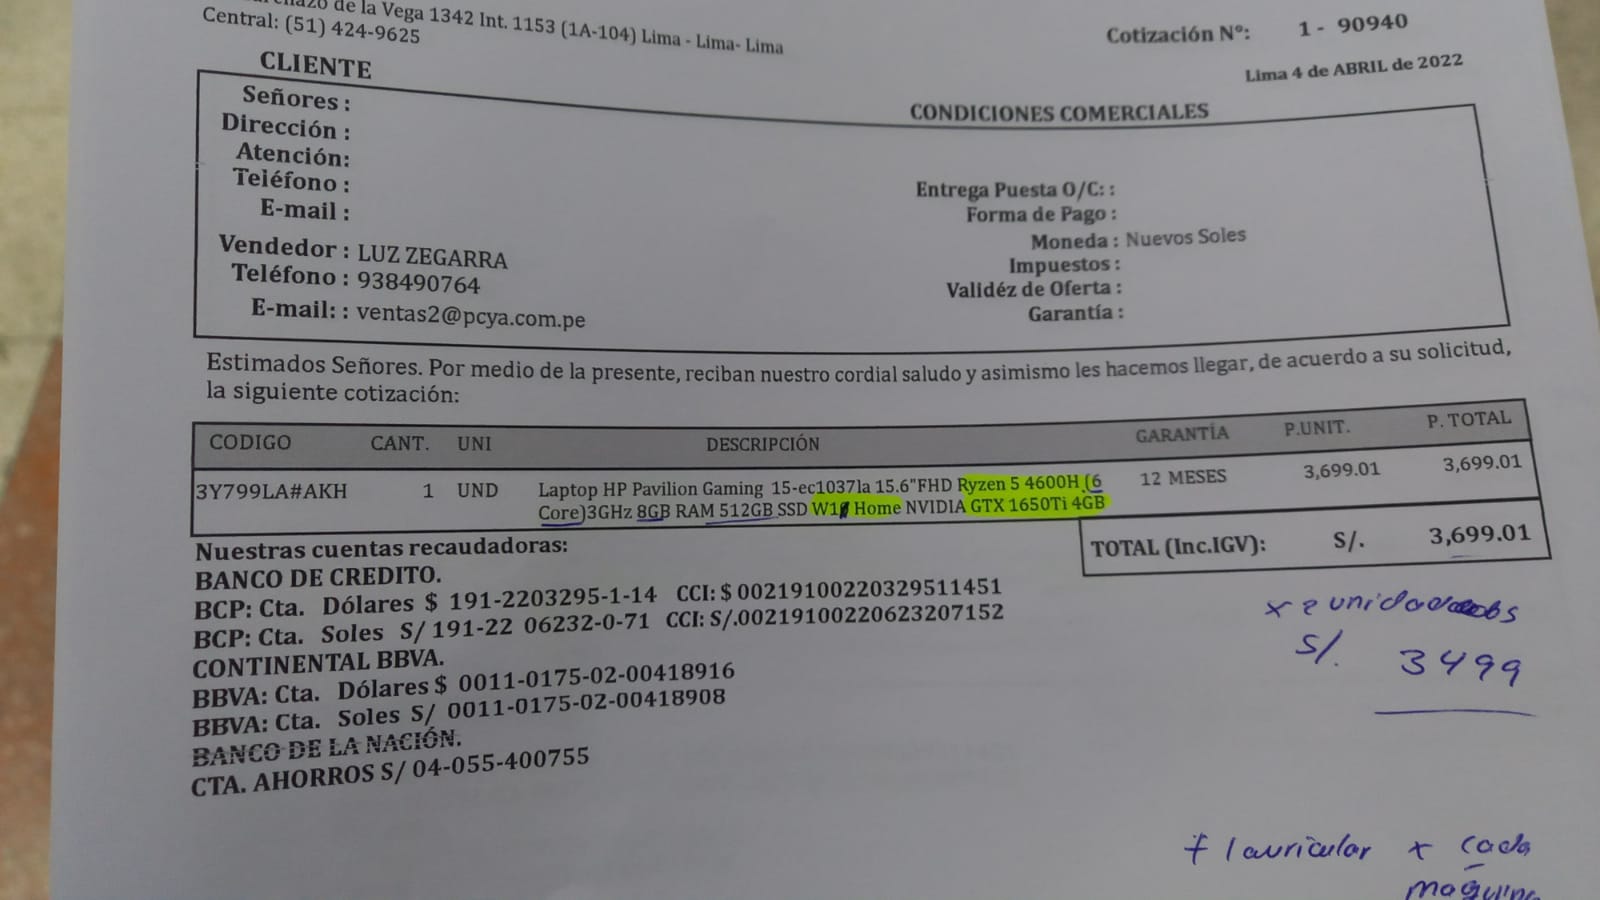 de la Vega 1342 Int. 1153 (1A-104) Lima - Lima- Lima
Central: (51) 424-9625
Cotización Nº: 1 - 90940
Lima 4 de ABRIL de 2022
CLIENTE
Señores :
Dirección :
Atención:
Teléfono :
E-mail :
Vendedor : LUZ ZEGARRA
Teléfono : 938490764
E-mail: : ventas2@pcya.com.pe
CONDICIONES COMERCIALES
Entrega Puesta O/C: :
Forma de Pago :
Moneda : Nuevos Soles
Impuestos :
Validéz de Oferta :
Garantía :
Estimados Señores. Por medio de la presente, reciban nuestro cordial saludo y asimismo les hacemos llegar, de acuerdo a su solicitud,
la siguiente cotización:
CODIGO CANT. UNI DESCRIPCIÓN GARANTÍA P.UNIT. P. TOTAL
3Y799LA#AKH 1 UND Laptop HP Pavilion Gaming 15-ec1037la 15.6"FHD Ryzen 5 4600H (6 12 MESES 3,699.01 3,699.01
Core)3GHz 8GB RAM 512GB SSD W11 Home NVIDIA GTX 1650Ti 4GB
TOTAL (Inc.IGV): S/. 3,699.01
Nuestras cuentas recaudadoras:
BANCO DE CREDITO.
BCP: Cta. Dólares $ 191-2203295-1-14 CCI: $ 00219100220329511451
BCP: Cta. Soles S/ 191-22 06232-0-71 CCI: S/.00219100220623207152
CONTINENTAL BBVA.
BBVA: Cta. Dólares $ 0011-0175-02-00418916
BBVA: Cta. Soles S/ 0011-0175-02-00418908
BANCO DE LA NACIÓN.
CTA. AHORROS S/ 04-055-400755
x 2 unidades
S/. 3499
+ 1 auricular x cada
maquina